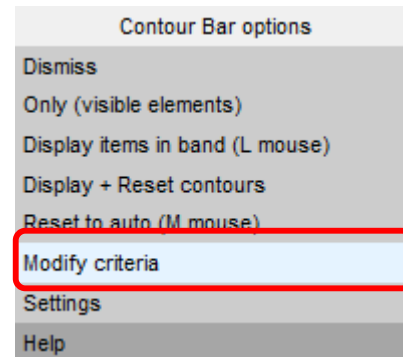 Contour Bar options
Dismiss
Only (visible elements)
Display items in band (L mouse)
Display + Reset contours
Reset to auto (M mouse)
Modify criteria
Settings
Help